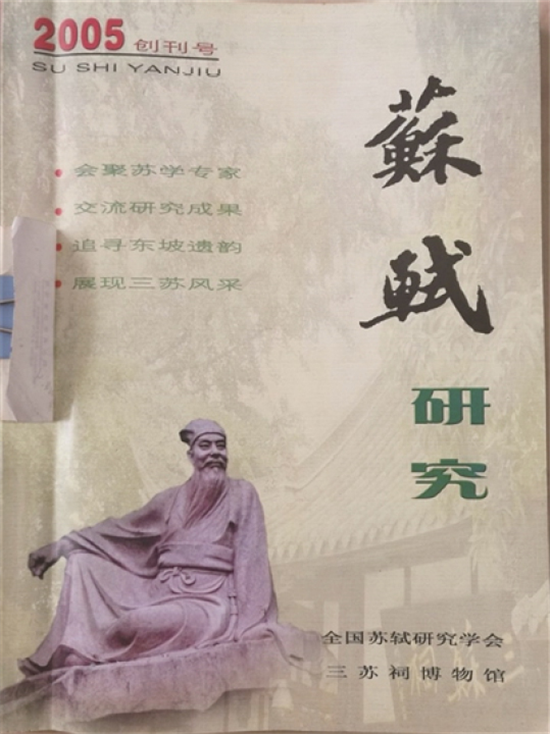 2005 创刊号
SU SHI YANJIU
蘇軾
研究
• 会聚苏学专家
• 交流研究成果
• 追寻东坡遗韵
• 展现三苏风采
全国苏轼研究学会
三苏祠博物馆